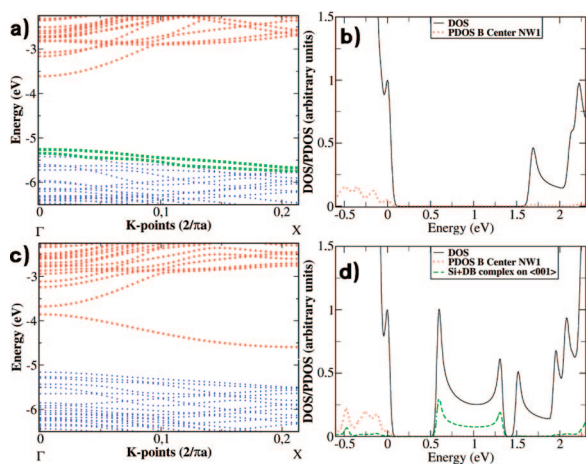 a)
Energy (eV)
-3
-4
-5
-6
0
0,1
0,2
Γ
K-points (2/πa)
X
b)
DOS/PDOS (arbitrary units)
1.5
1
0.5
0
DOS
PDOS B Center NW1
-0.5
0
0.5
1
1.5
2
Energy (eV)
c)
Energy (eV)
-3
-4
-5
-6
0
0,1
0,2
Γ
K-points (2/πa)
X
d)
DOS/PDOS (arbitrary units)
1.5
1
0.5
0
DOS
PDOS B Center NW1
Si+DB complex on <001>
-0.5
0
0.5
1
1.5
2
Energy (eV)